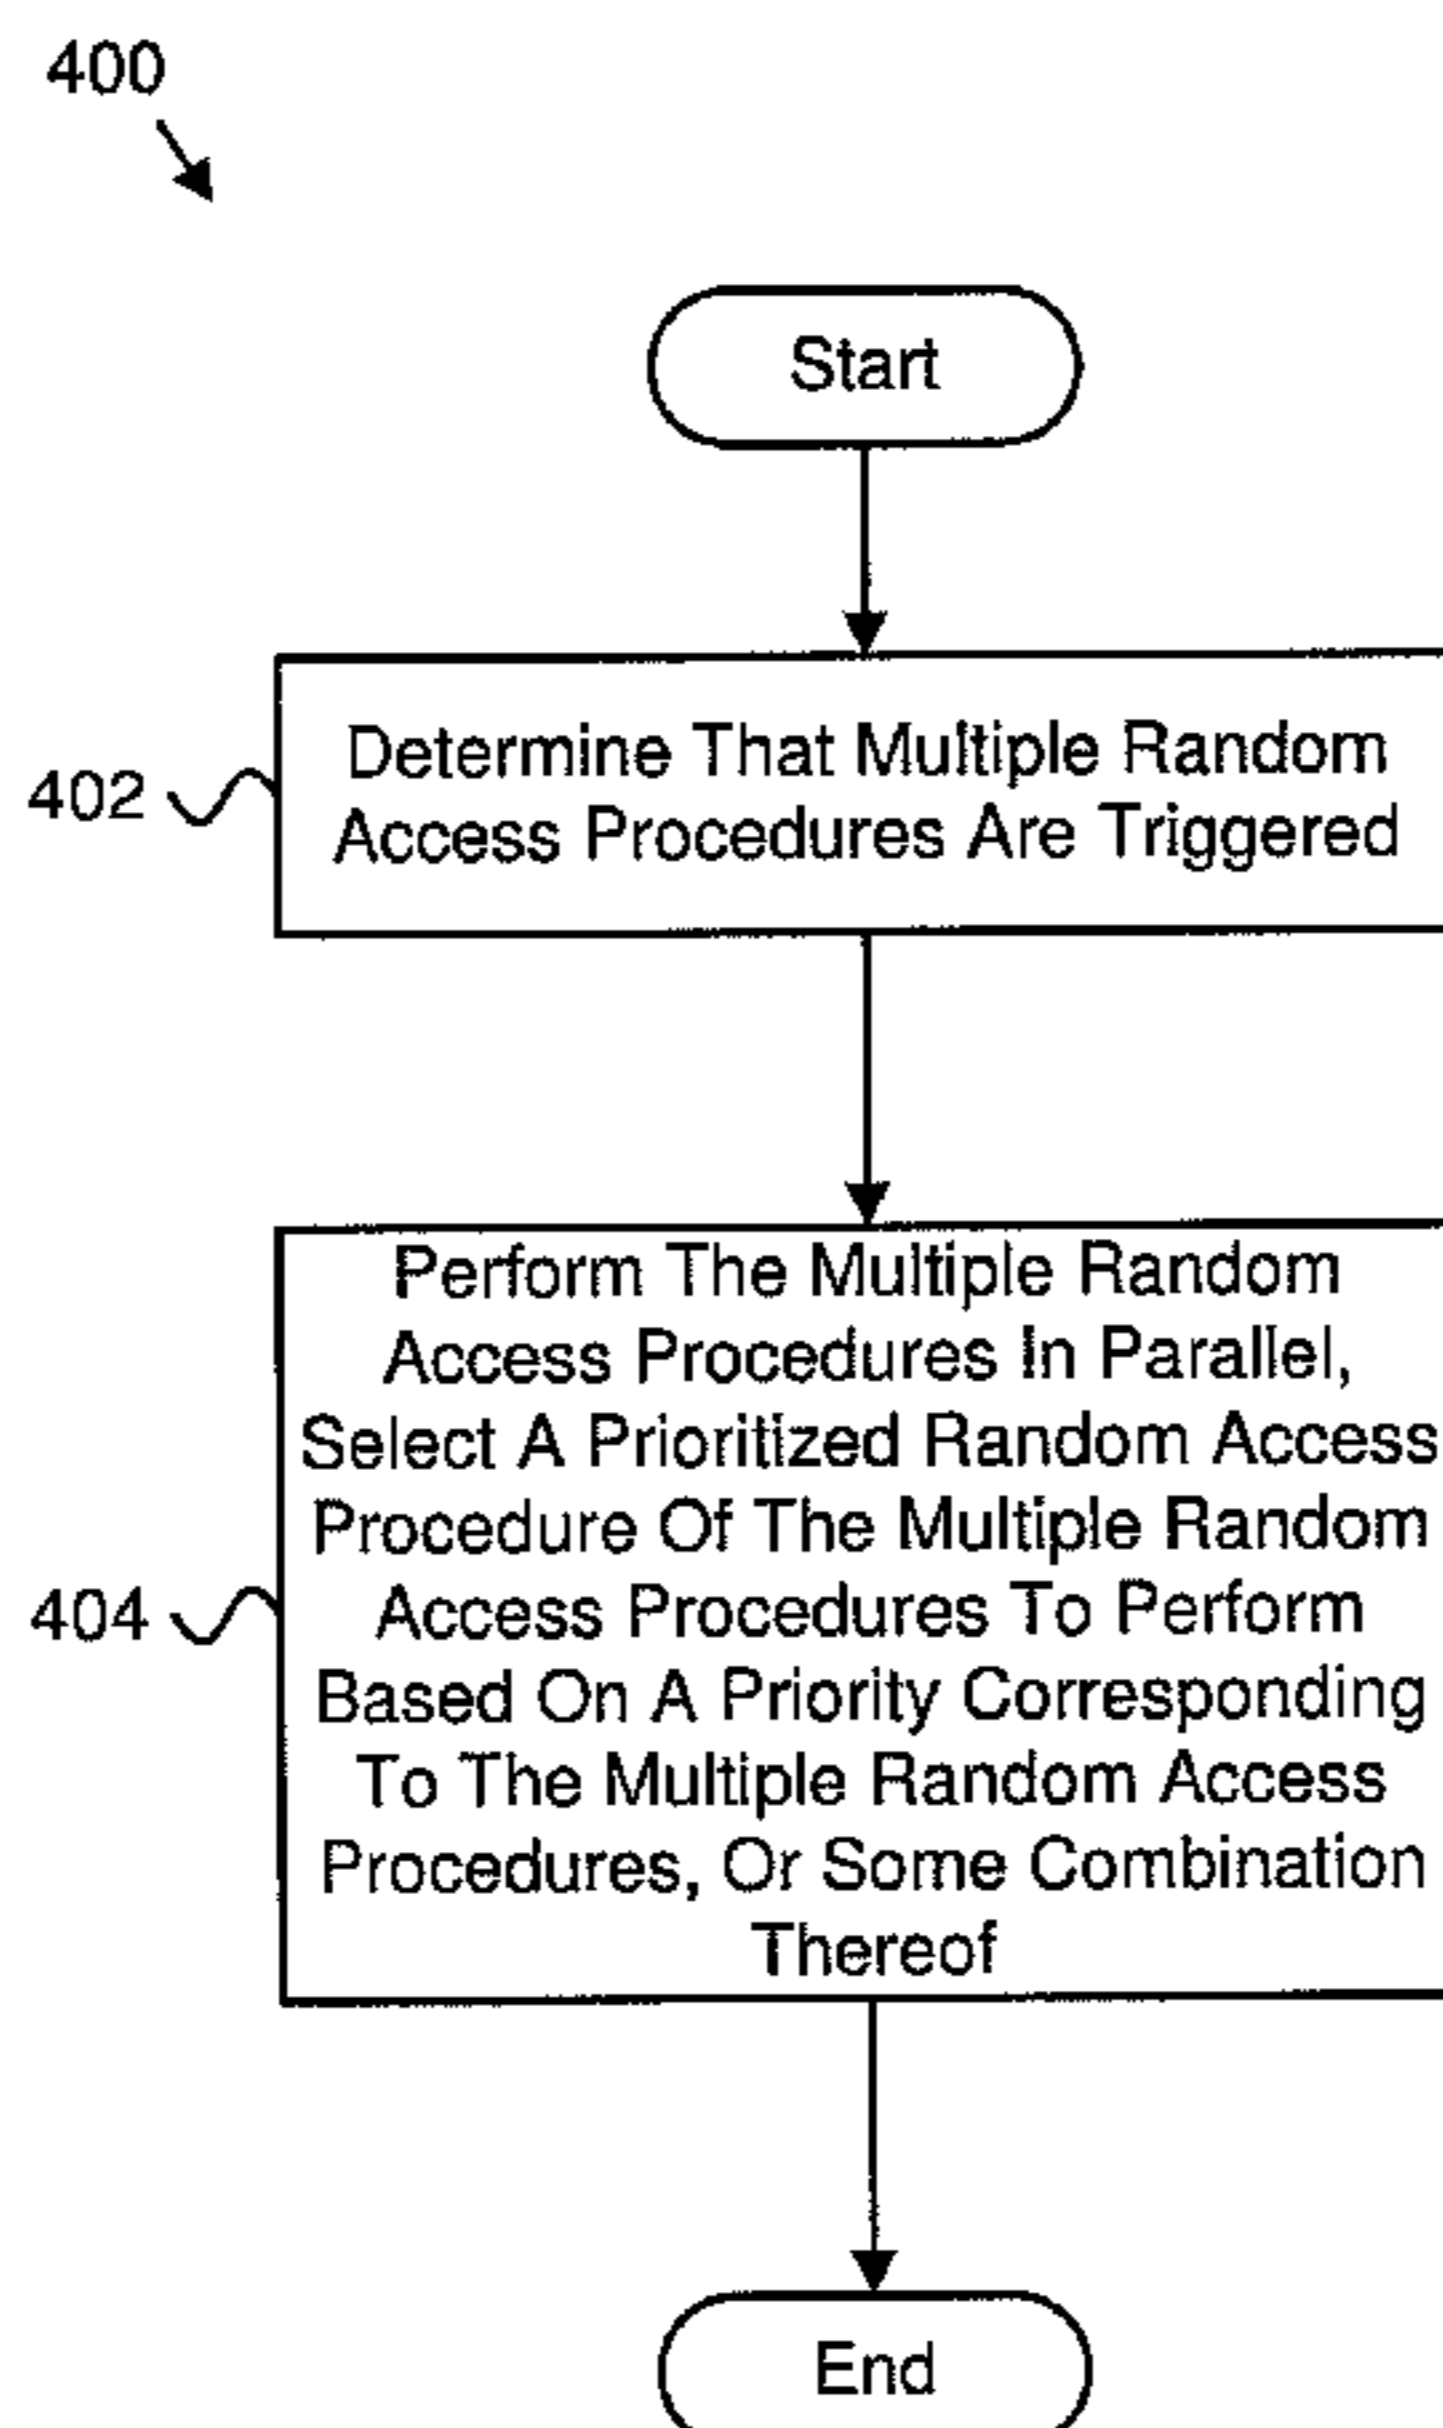 400
Start
402
Determine That Multiple Random
Access Procedures Are Triggered
404
Perform The Multiple Random
Access Procedures In Parallel,
Select A Prioritized Random Access
Procedure Of The Multiple Random
Access Procedures To Perform
Based On A Priority Corresponding
To The Multiple Random Access
Procedures, Or Some Combination
Thereof
End